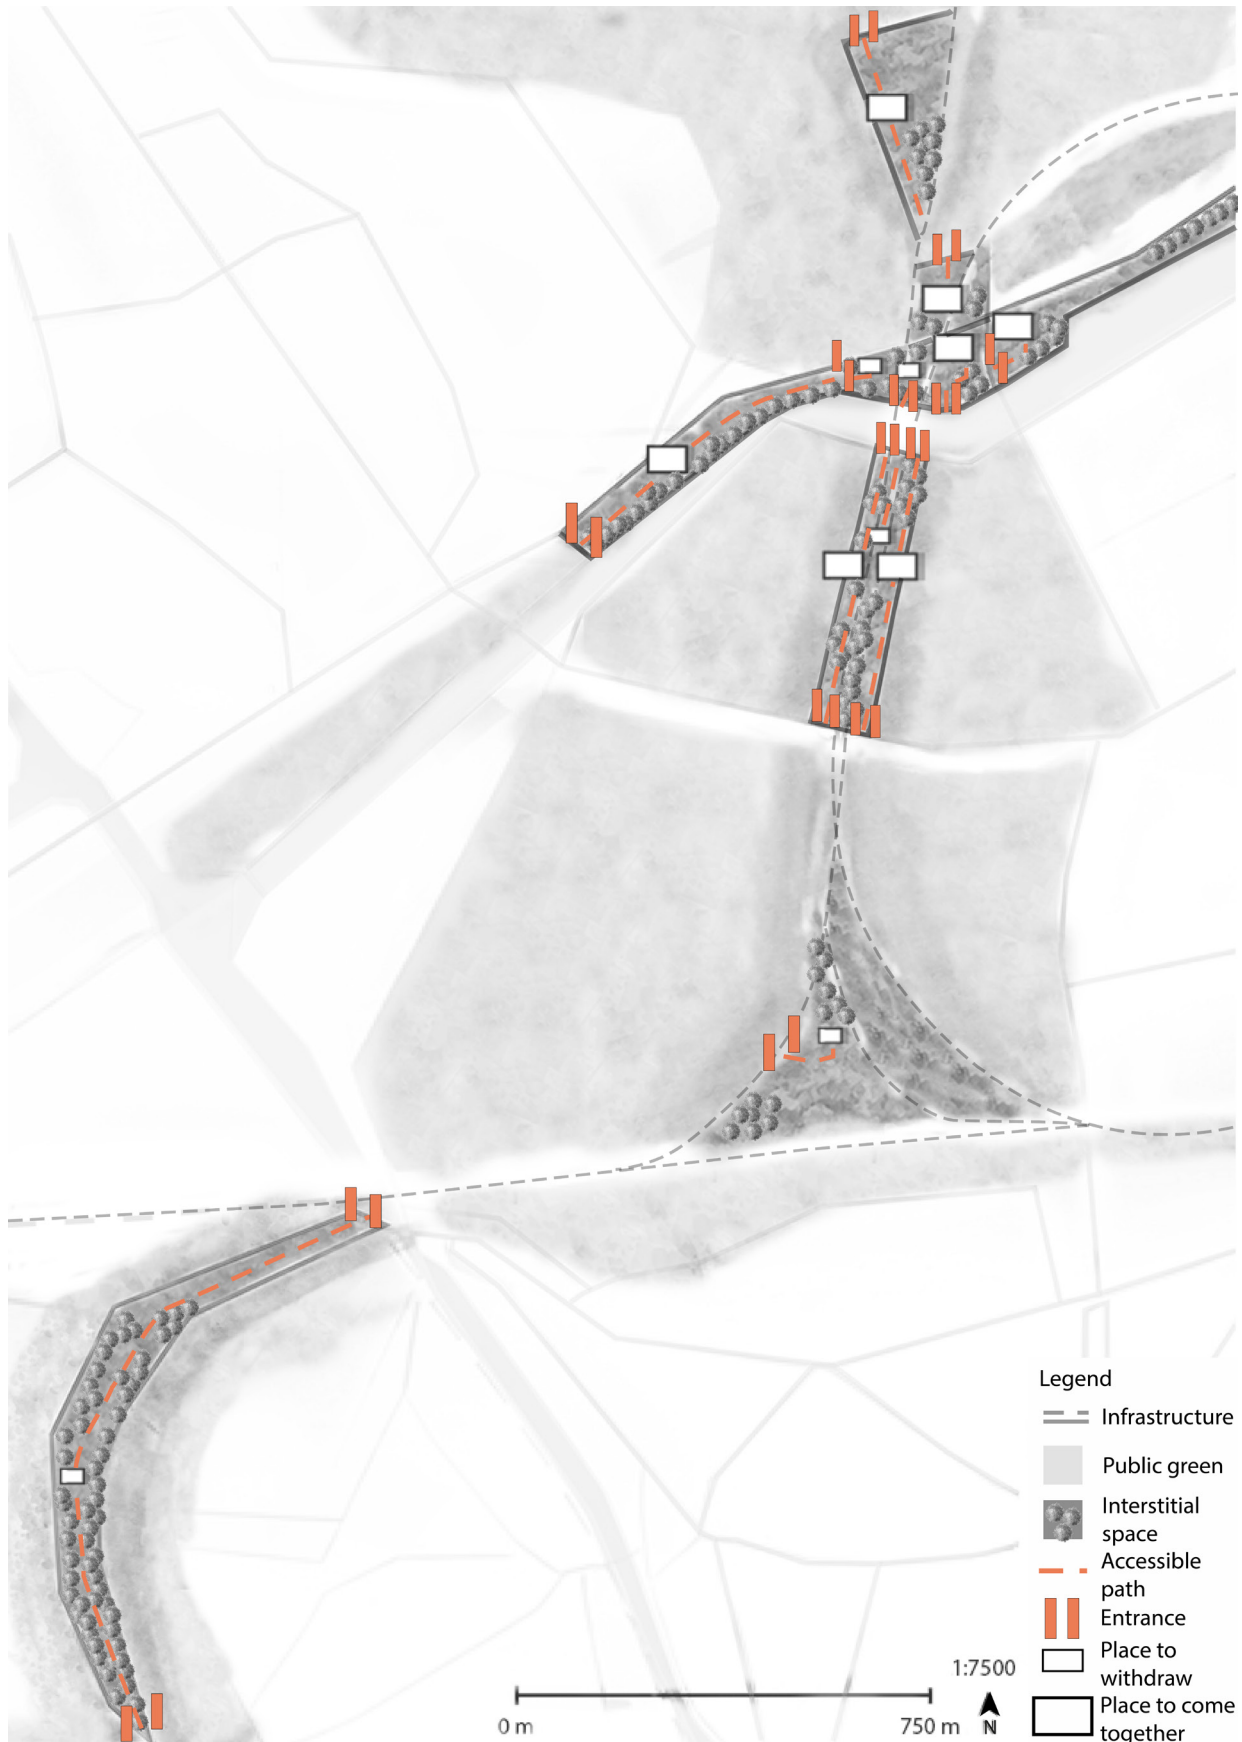 Legend
Infrastructure
Public green
Interstitial
space
Accessible
path
Entrance
Place to
withdraw
Place to come
together
1:7500
0 m
750 m
N